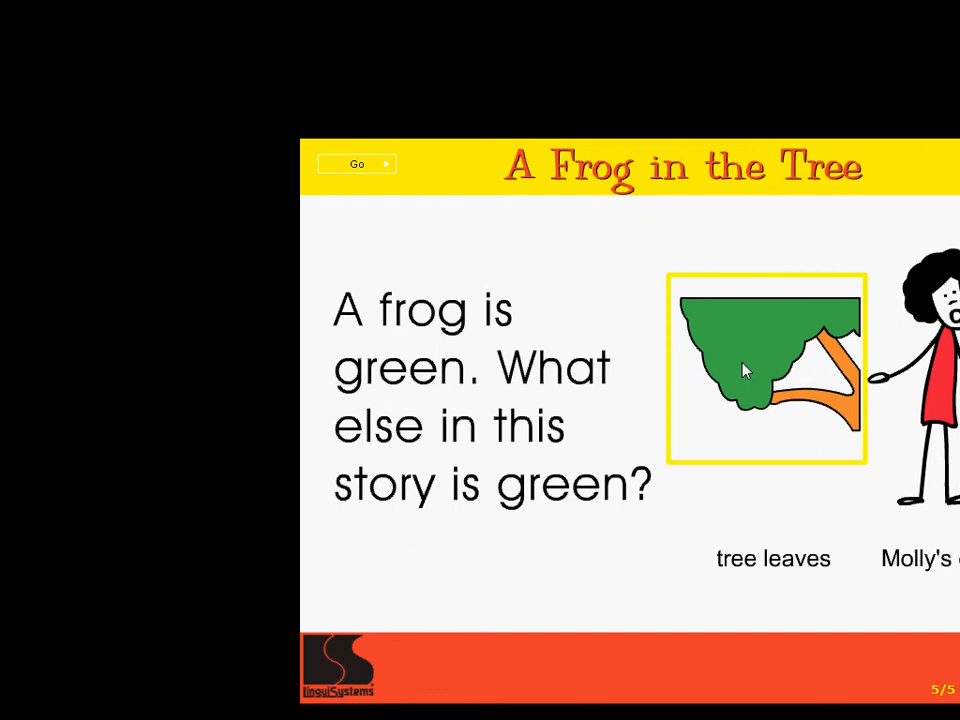 Go
A Frog in the Tree
A frog is
green. What
else in this
story is green?
tree leaves
Molly's
LinguiSystems
5/5